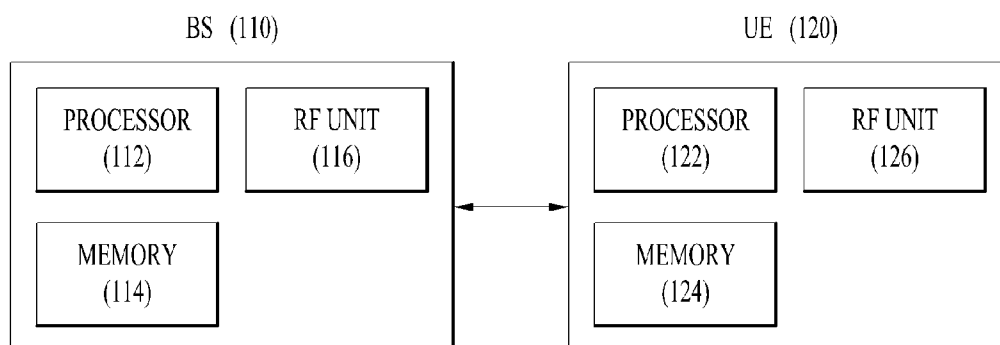 BS (110)
UE (120)
PROCESSOR
(112)
RF UNIT
(116)
MEMORY
(114)
PROCESSOR
(122)
RF UNIT
(126)
MEMORY
(124)